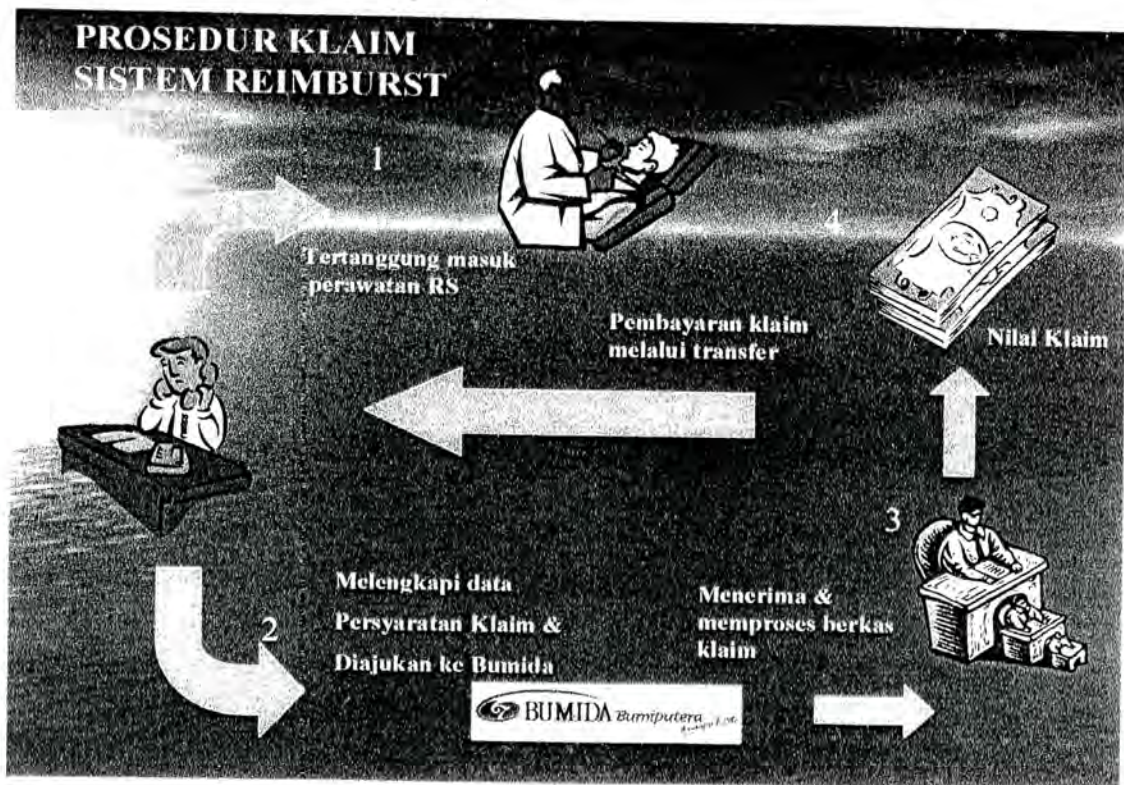 PROSEDUR KLAIM
SISTEM REIMBURST
1
Tertanggung masuk
perawatan RS
4
Nilai Klaim
Pembayaran klaim
melalui transfer
2
Melengkapi data
Persyaratan Klaim &
Diajukan ke Bumida
3
Menerima &
memproses berkas
klaim
BUMIDA Bumiputera